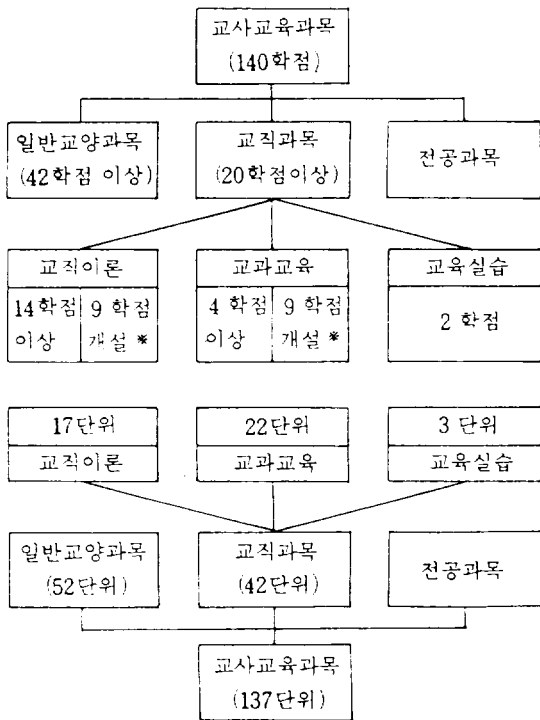 교사교육과목
(140학점)
일반교양과목
(42학점 이상)
교직과목
(20학점이상)
전공과목
교직이론
14학점
이상
9 학점
개설 *
교과교육
4 학점
이상
9 학점
개설 *
교육실습
2 학점
17단위
교직이론
22단위
교과교육
3 단위
교육실습
일반교양과목
(52단위)
교직과목
(42단위)
전공과목
교사교육과목
(137단위)